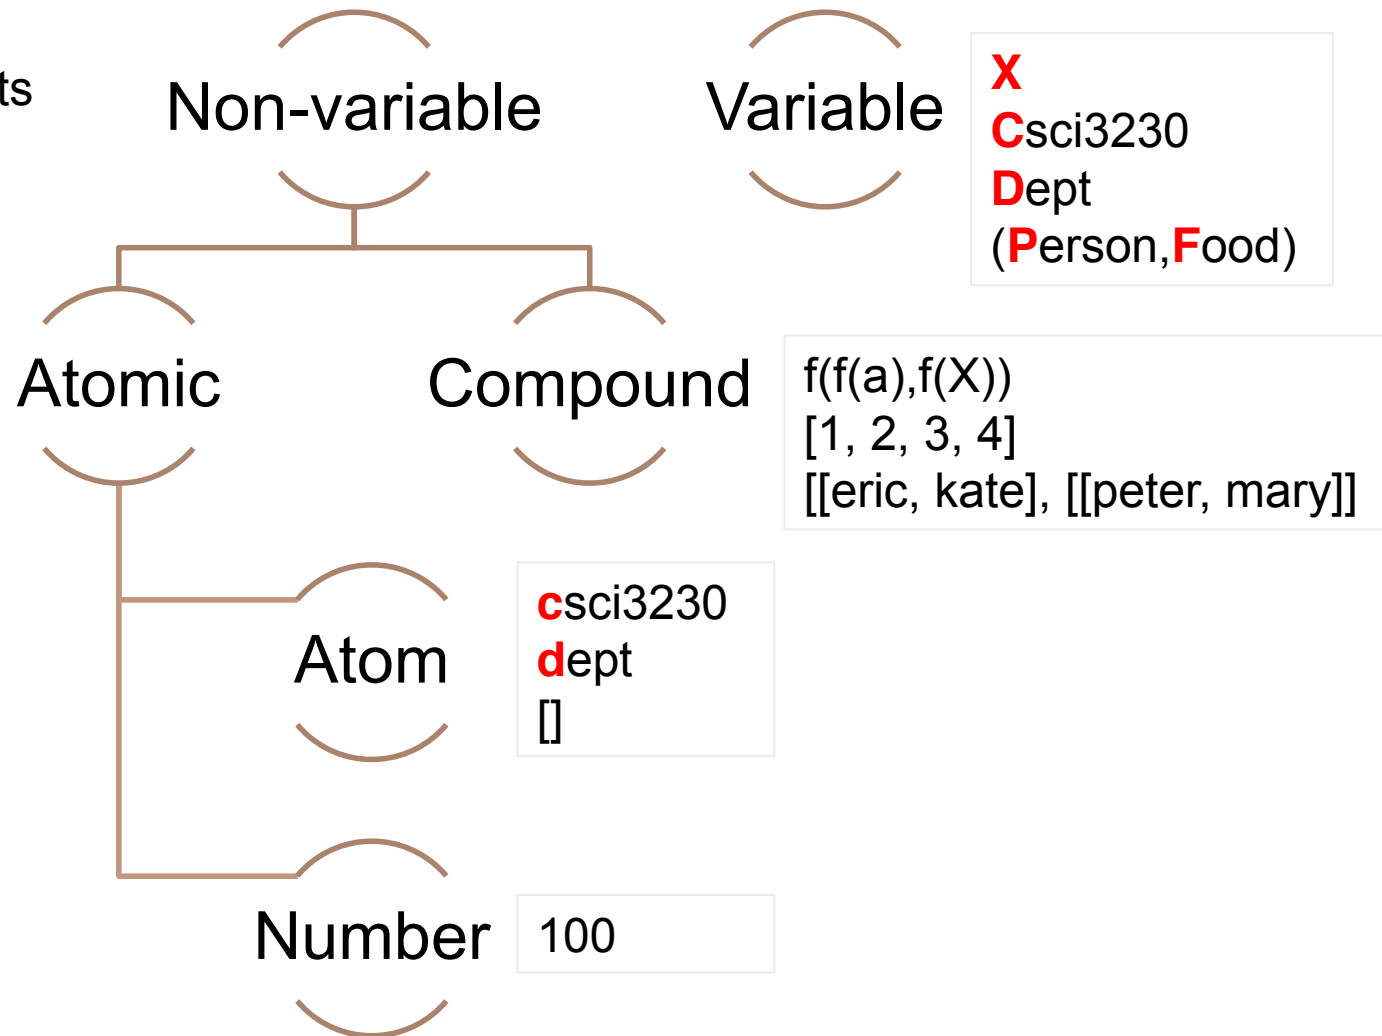 ts
Non-variable
Variable
X
Csci3230
Dept
(Person,Food)
Atomic
Compound
f(f(a),f(X))
[1, 2, 3, 4]
[[eric, kate], [[peter, mary]]
Atom
csci3230
dept
[]
Number
100